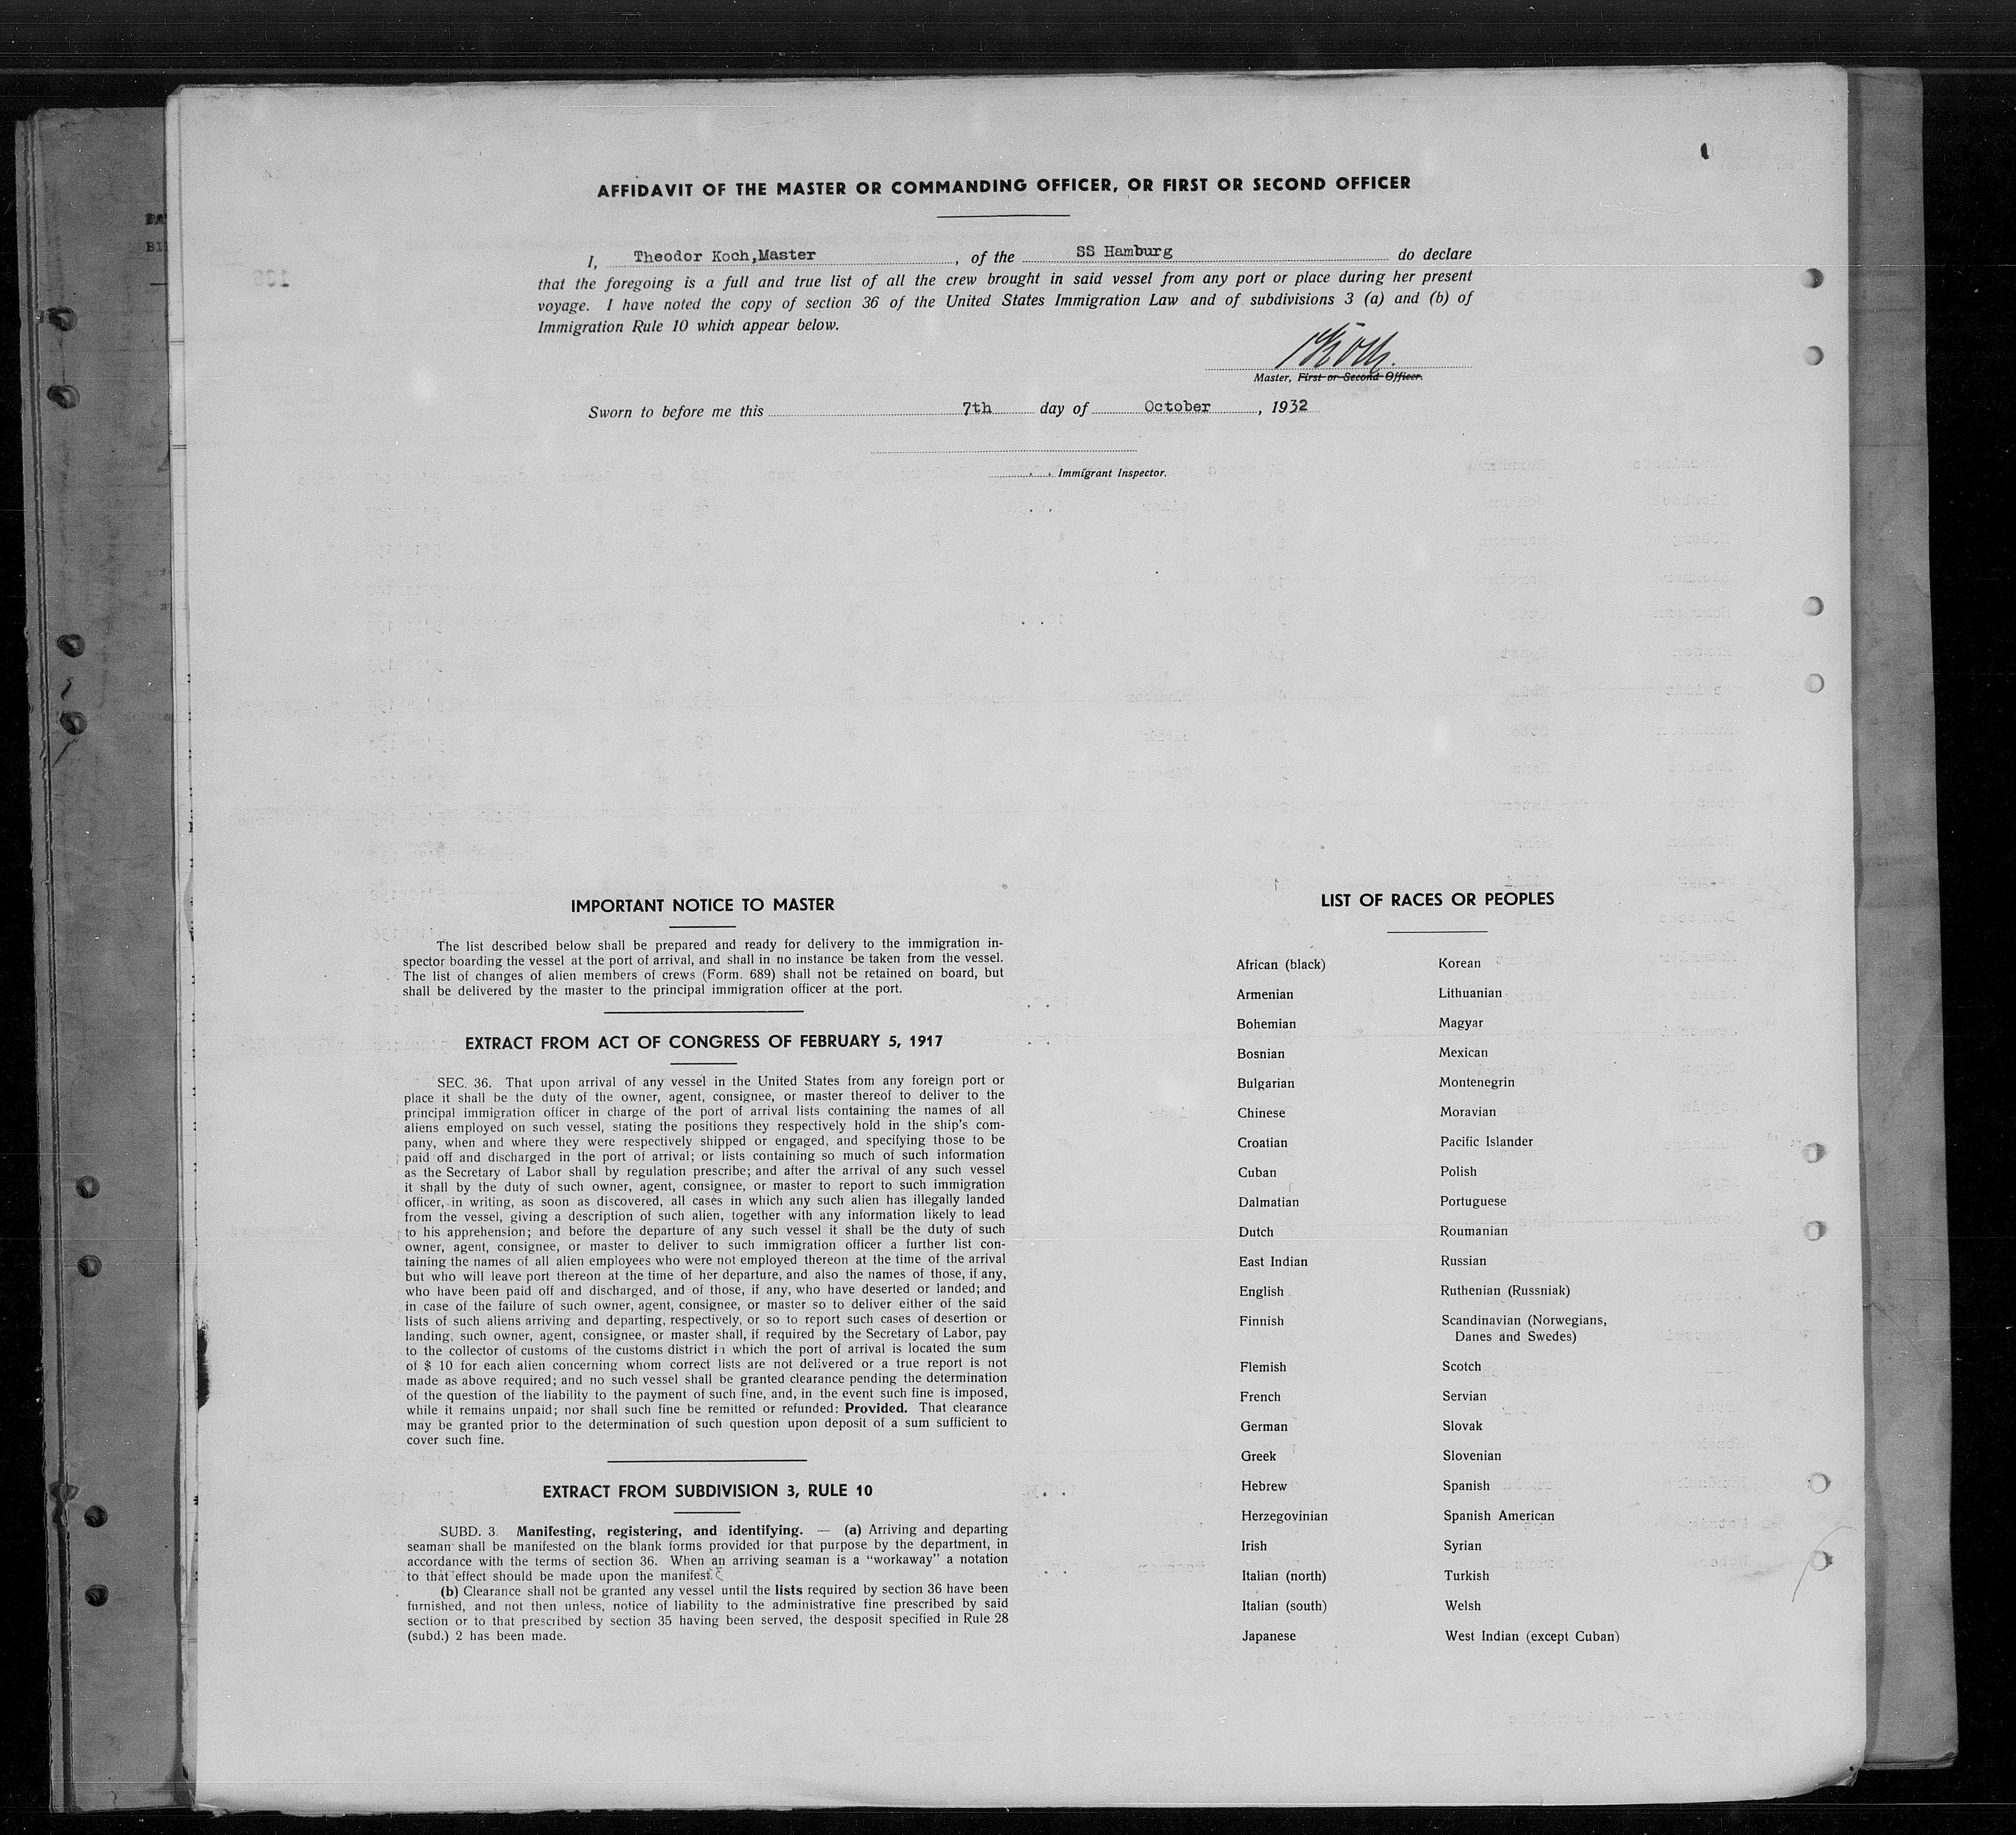 AFFIDAVIT OF THE MASTER OR COMMANDING OFFICER, OR FIRST OR SECOND OFFICER
I, Theodor Koch,Master, of the SS Hamburg do declare
that the foregoing is a full and true list of all the crew brought in said vessel from any port or place during her present
voyage. I have noted the copy of section 36 of the United States Immigration Law and of subdivisions 3 (a) and (b) of
Immigration Rule 10 which appear below.
Master, First or Second Officer.
Sworn to before me this 7th day of October, 1932
Immigrant Inspector.
IMPORTANT NOTICE TO MASTER
The list described below shall be prepared and ready for delivery to the immigration in-
spector boarding the vessel at the port of arrival, and shall in no instance be taken from the vessel.
The list of changes of alien members of crews (Form. 689) shall not be retained on board, but
shall be delivered by the master to the principal immigration officer at the port.
EXTRACT FROM ACT OF CONGRESS OF FEBRUARY 5, 1917
SEC. 36. That upon arrival of any vessel in the United States from any foreign port or
place it shall be the duty of the owner, agent, consignee, or master thereof to deliver to the
principal immigration officer in charge of the port of arrival lists containing the names of all
aliens employed on such vessel, stating the positions they respectively hold in the ship's com-
pany, when and where they were respectively shipped or engaged, and specifying those to be
paid off and discharged in the port of arrival; or lists containing so much of such information
as the Secretary of Labor shall by regulation prescribe; and after the arrival of any such vessel
it shall by the duty of such owner, agent, consignee, or master to report to such immigration
officer, in writing, as soon as discovered, all cases in which any such alien has illegally landed
from the vessel, giving a description of such alien, together with any information likely to lead
to his apprehension; and before the departure of any such vessel it shall be the duty of such
owner, agent, consignee, or master to deliver to such immigration officer a further list con-
taining the names of all alien employees who were not employed thereon at the time of the arrival
but who will leave port thereon at the time of her departure, and also the names of those, if any,
who have been paid off and discharged, and of those, if any, who have deserted or landed; and
in case of the failure of such owner, agent, consignee, or master so to deliver either of the said
lists of such aliens arriving and departing, respectively, or so to report such cases of desertion or
landing, such owner, agent, consignee, or master shall, if required by the Secretary of Labor, pay
to the collector of customs of the customs district in which the port of arrival is located the sum
of $ 10 for each alien concerning whom correct lists are not delivered or a true report is not
made as above required; and no such vessel shall be granted clearance pending the determination
of the question of the liability to the payment of such fine, and, in the event such fine is imposed,
while it remains unpaid; nor shall such fine be remitted or refunded: Provided. That clearance
may be granted prior to the determination of such question upon deposit of a sum sufficient to
cover such fine.
EXTRACT FROM SUBDIVISION 3, RULE 10
SUBD. 3. Manifesting, registering, and identifying. — (a) Arriving and departing
seaman shall be manifested on the blank forms provided for that purpose by the department, in
accordance with the terms of section 36. When an arriving seaman is a “workaway” a notation
to that effect should be made upon the manifest.
(b) Clearance shall not be granted any vessel until the lists required by section 36 have been
furnished, and not then unless, notice of liability to the administrative fine prescribed by said
section or to that prescribed by section 35 having been served, the desposit specified in Rule 28
(subd.) 2 has been made.
LIST OF RACES OR PEOPLES
African (black) Korean
Armenian Lithuanian
Bohemian Magyar
Bosnian Mexican
Bulgarian Montenegrin
Chinese Moravian
Croatian Pacific Islander
Cuban Polish
Dalmatian Portuguese
Dutch Roumanian
East Indian Russian
English Ruthenian (Russniak)
Finnish Scandinavian (Norwegians,
Danes and Swedes)
Flemish Scotch
French Servian
German Slovak
Greek Slovenian
Hebrew Spanish
Herzegovinian Spanish American
Irish Syrian
Italian (north) Turkish
Italian (south) Welsh
Japanese West Indian (except Cuban)